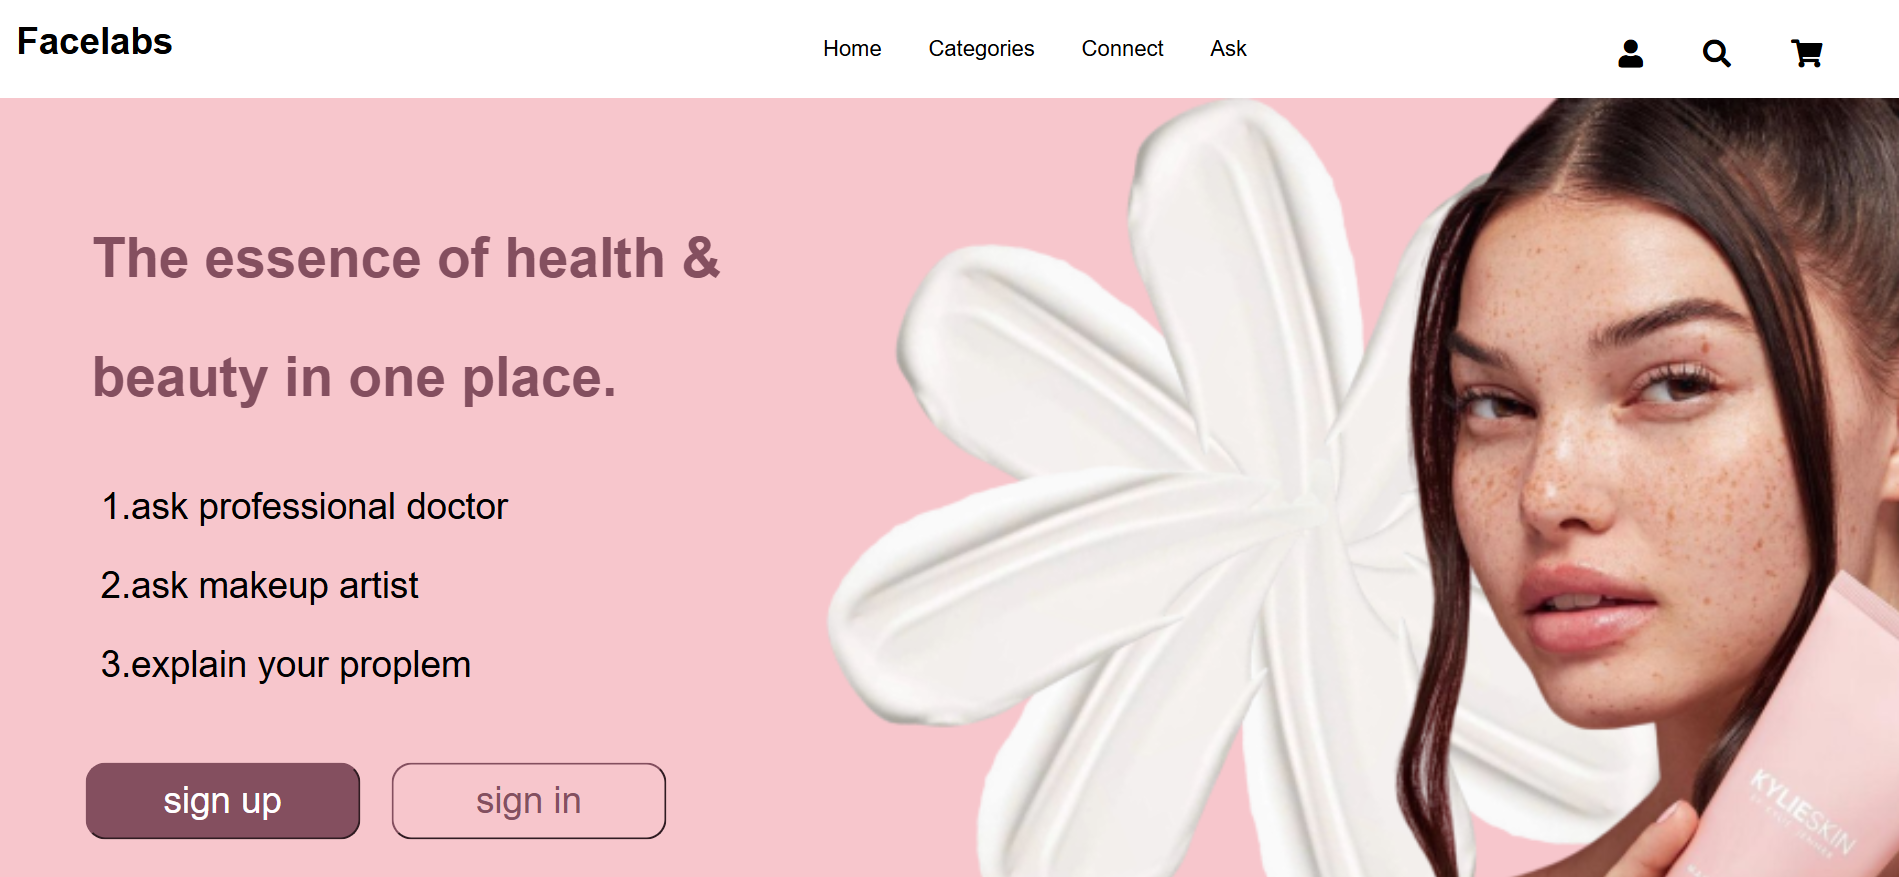 Facelabs
Home Categories Connect Ask
The essence of health &
beauty in one place.
1.ask professional doctor
2.ask makeup artist
3.explain your proplem
sign up sign in
KYLIESKIN